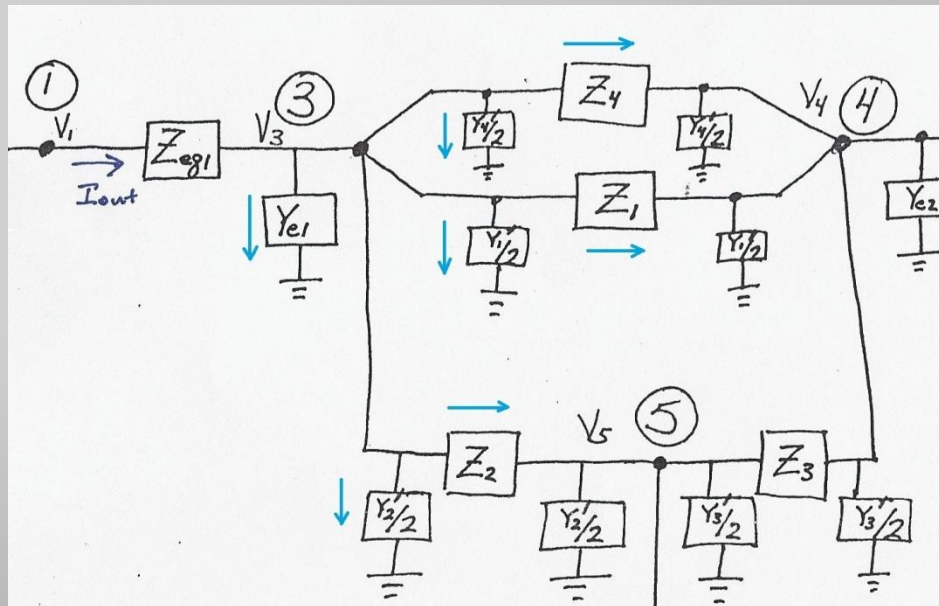 ①
V1
Zeg1
Iout
V3
③
Ye1
Z4
Y4'/2
Y4'/2
Z1
Y1'/2
Y1'/2
V4
④
Ye2
Z2
Y2'/2
V5
⑤
Y2'/2
Y3'/2
Z3
Y3'/2